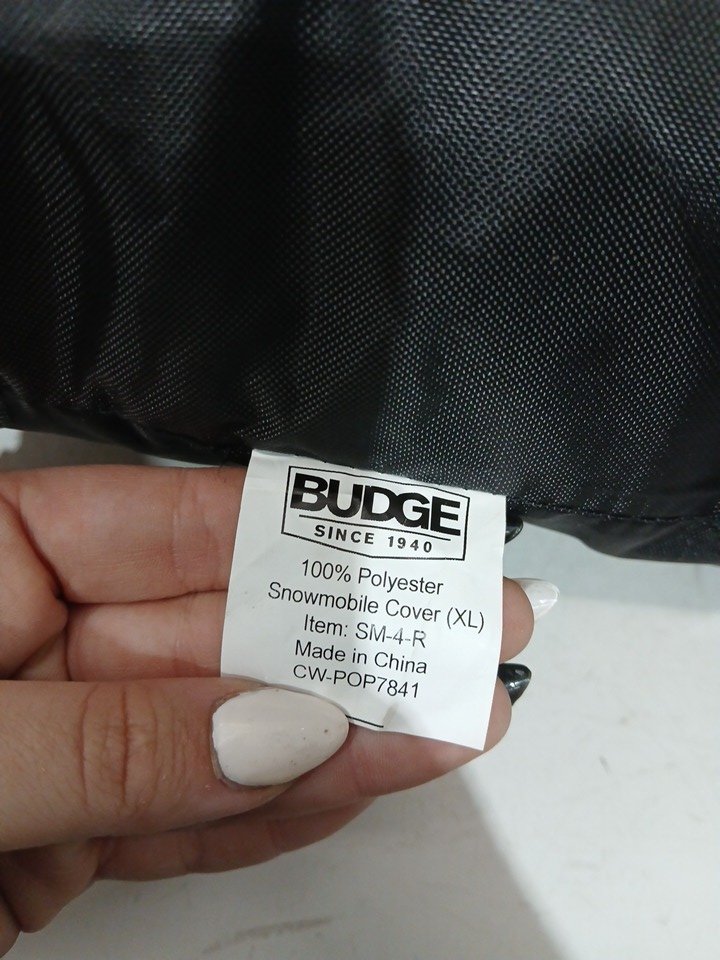 BUDGE
SINCE 1940
100% Polyester
Snowmobile Cover (XL)
Item: SM-4-R
Made in China
CW-POP7841